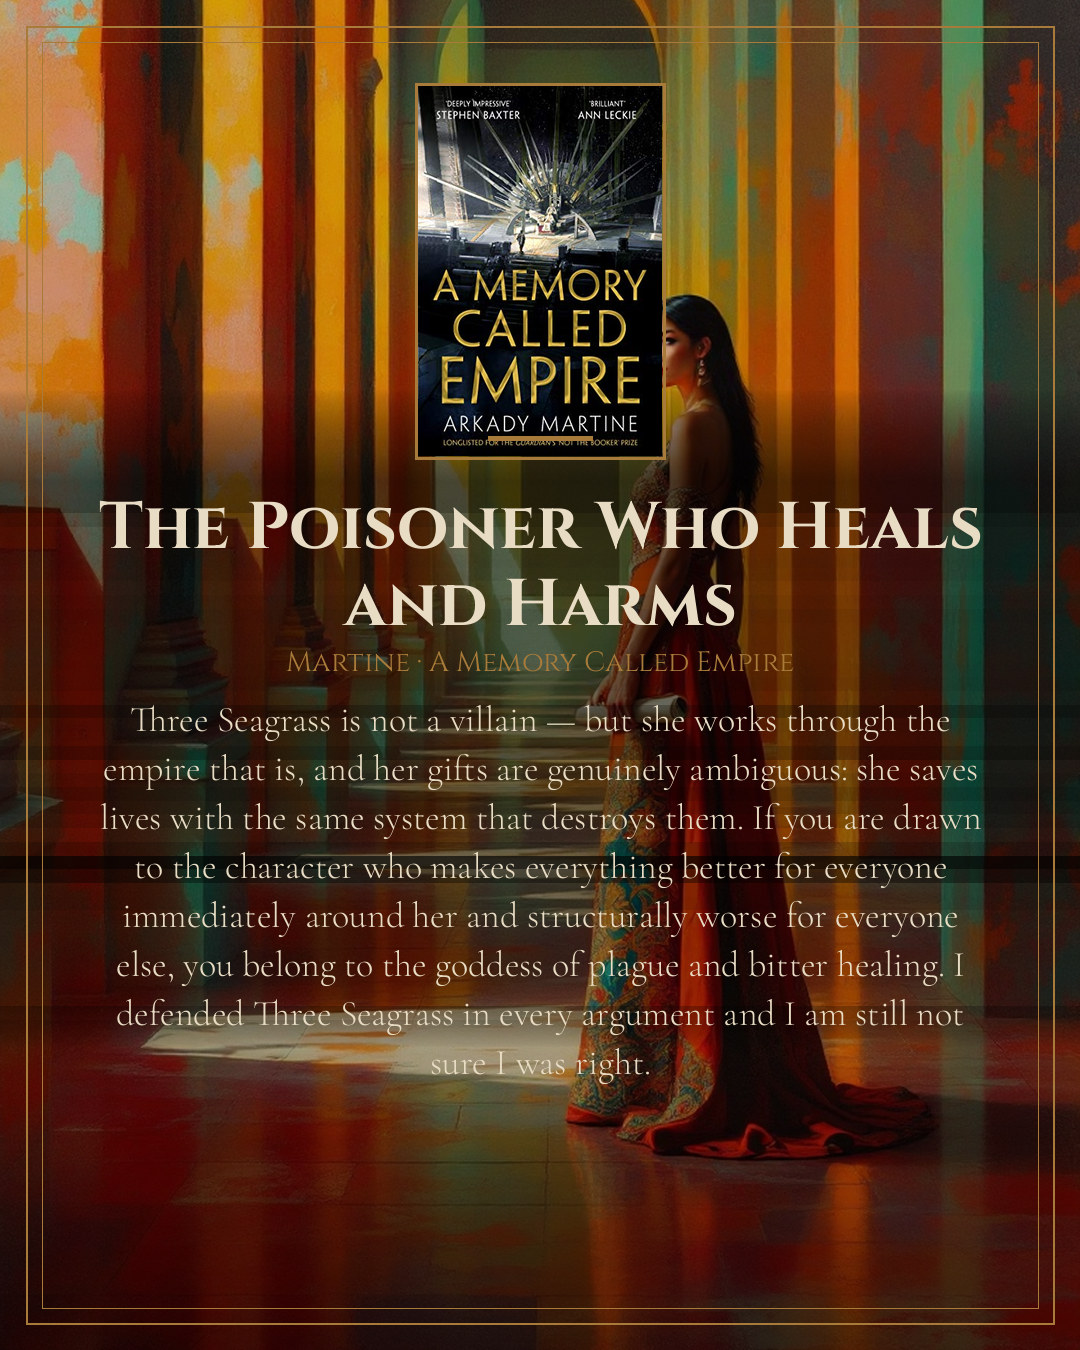 'DEEPLY IMPRESSIVE'
STEPHEN BAXTER
'BRILLIANT'
ANN LECKIE
A MEMORY
CALLED
EMPIRE
ARKADY MARTINE
LONGLISTED FOR THE GUARDIAN'S 'NOT THE BOOKER' PRIZE
THE POISONER WHO HEALS
AND HARMS
MARTINE · A MEMORY CALLED EMPIRE
Three Seagrass is not a villain — but she works through the
empire that is, and her gifts are genuinely ambiguous: she saves
lives with the same system that destroys them. If you are drawn
to the character who makes everything better for everyone
immediately around her and structurally worse for everyone
else, you belong to the goddess of plague and bitter healing. I
defended Three Seagrass in every argument and I am still not
sure I was right.